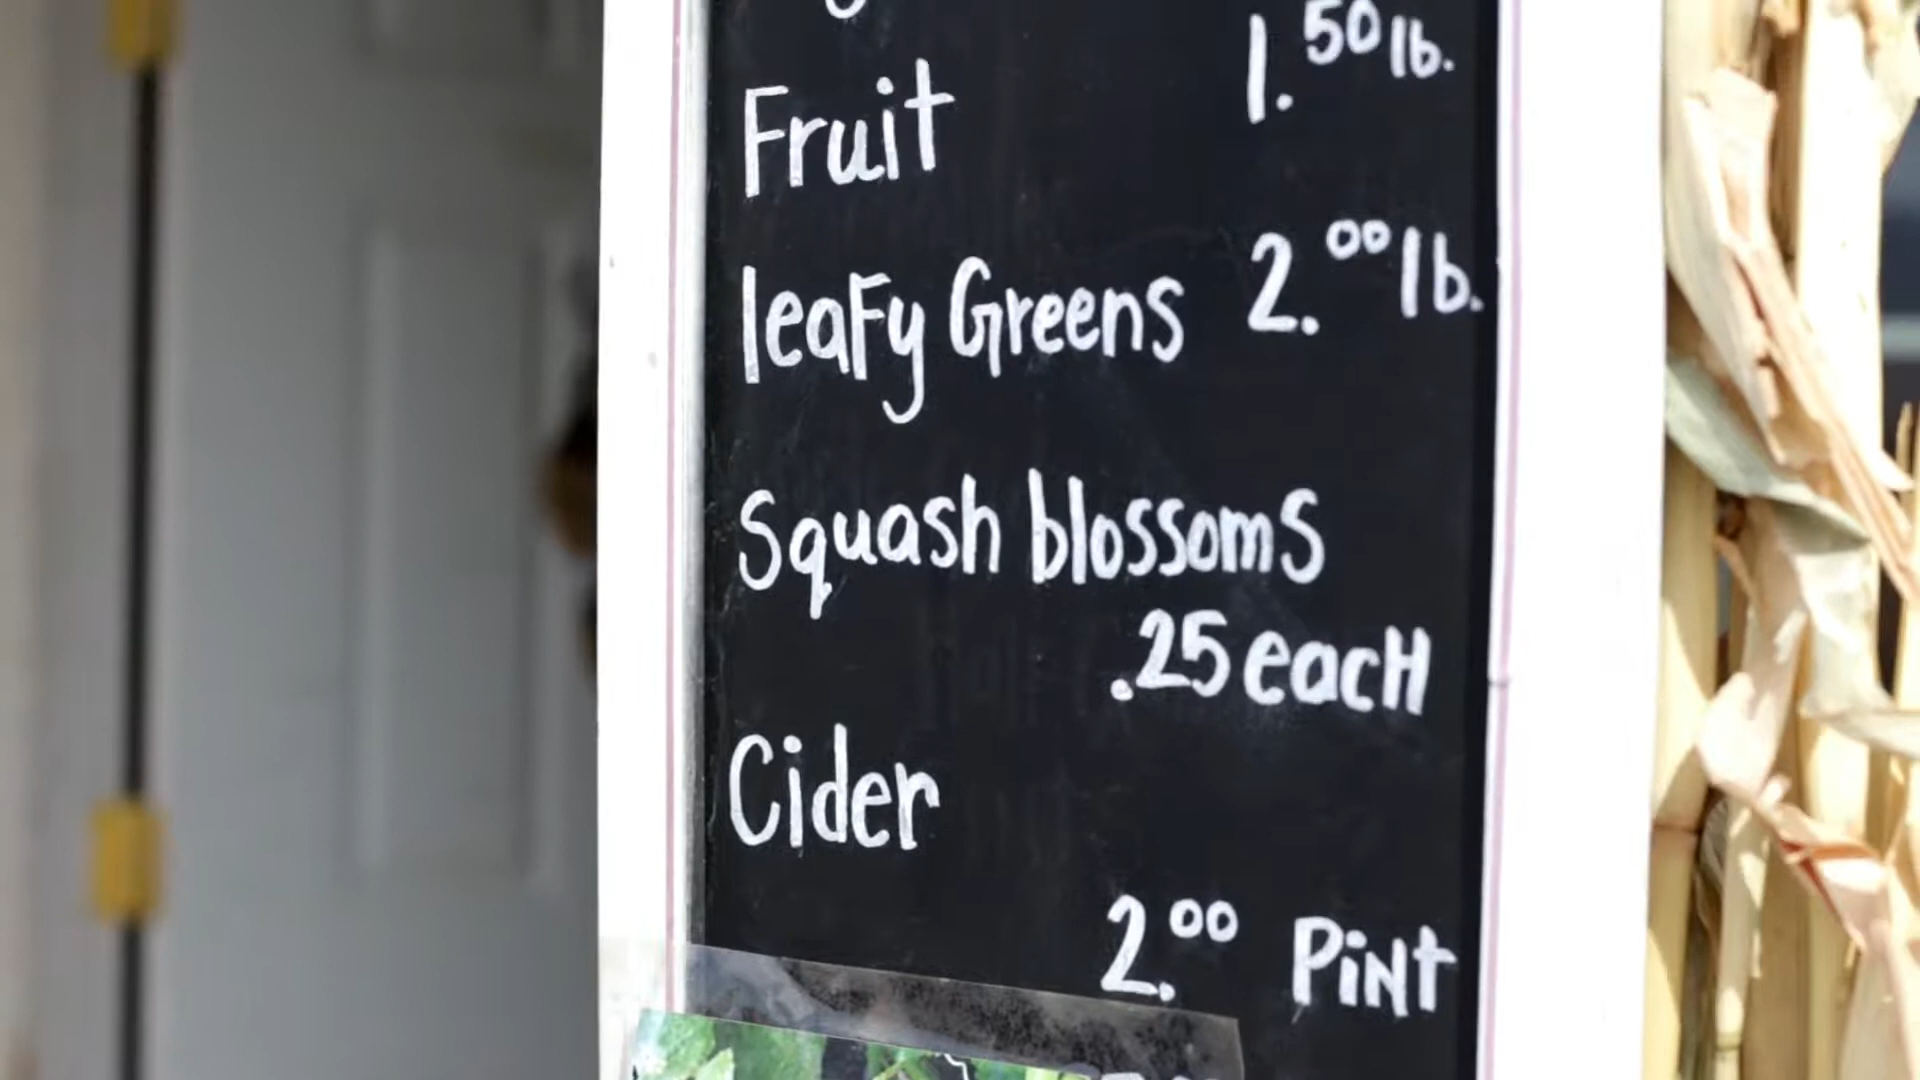 Fruit 1.50 lb.
leafy Greens 2.00 lb.
Squash blossoms
.25 each
Cider
2.00 Pint